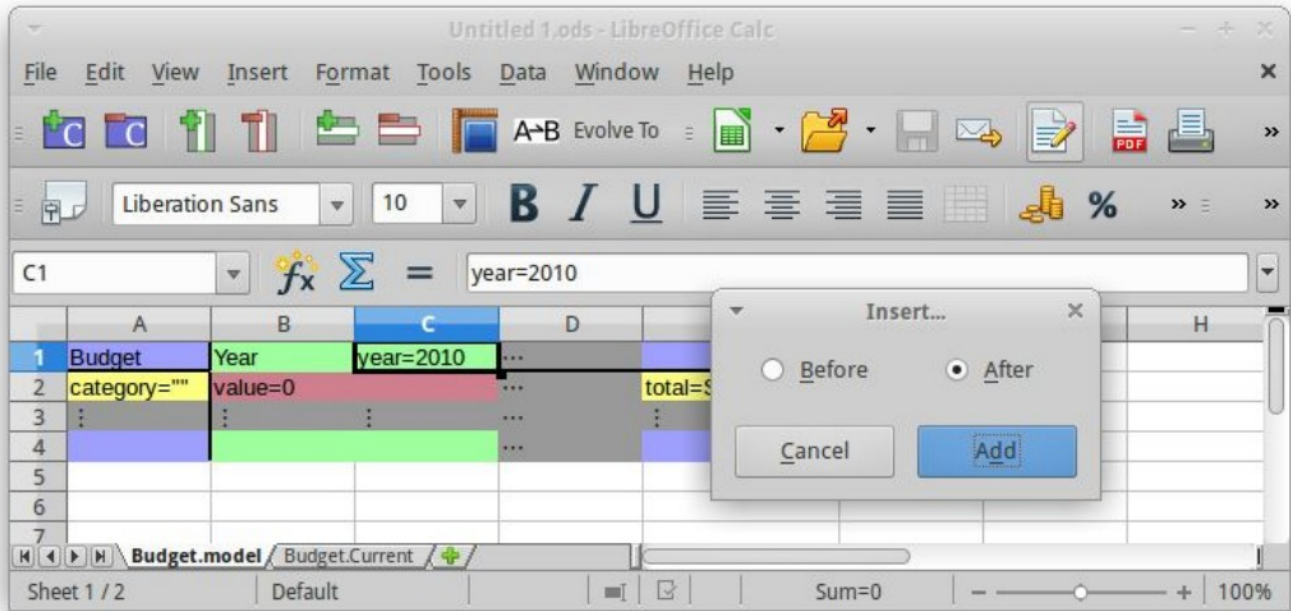 Untitled 1.ods - LibreOffice Calc
File Edit View Insert Format Tools Data Window Help
C C A→B Evolve To PDF
Liberation Sans 10 B I U %
C1 fx Σ = year=2010
Insert...
A B C D H
1 Budget Year year=2010 ...
Before After
2 category="" value=0 ... total=
3 ⋮ ⋮ ⋮ ... ⋮
4 ...
Cancel Add
5
6
7
Budget.model Budget.Current
Sheet 1 / 2 Default Sum=0 100%